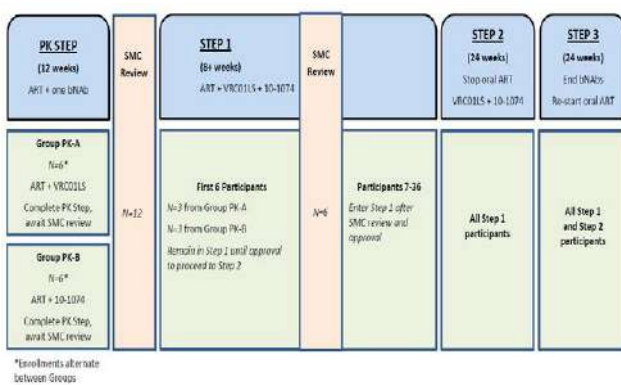 PK STEP
(12 weeks)
ART + one bNAb
SMC
Review
STEP 1
(8+ weeks)
ART + VRC01LS + 10-1074
SMC
Review
STEP 2
(24 weeks)
Stop oral ART
VRC01LS + 10-1074
STEP 3
(24 weeks)
End bNAbs
Re-start oral ART
Group PK-A
N=6*
ART + VRC01LS
Complete PK Step,
await SMC review
Group PK-B
N=6*
ART + 10-1074
Complete PK Step,
await SMC review
N=12
First 6 Participants
N=3 from Group PK-A
N=3 from Group PK-B
Remain in Step 1 until approval
to proceed to Step 2
N=6
Participants 7-36
Enter Step 1 after
SMC review and
approval
All Step 1
participants
All Step 1
and Step 2
participants
*Enrollments alternate
between Groups